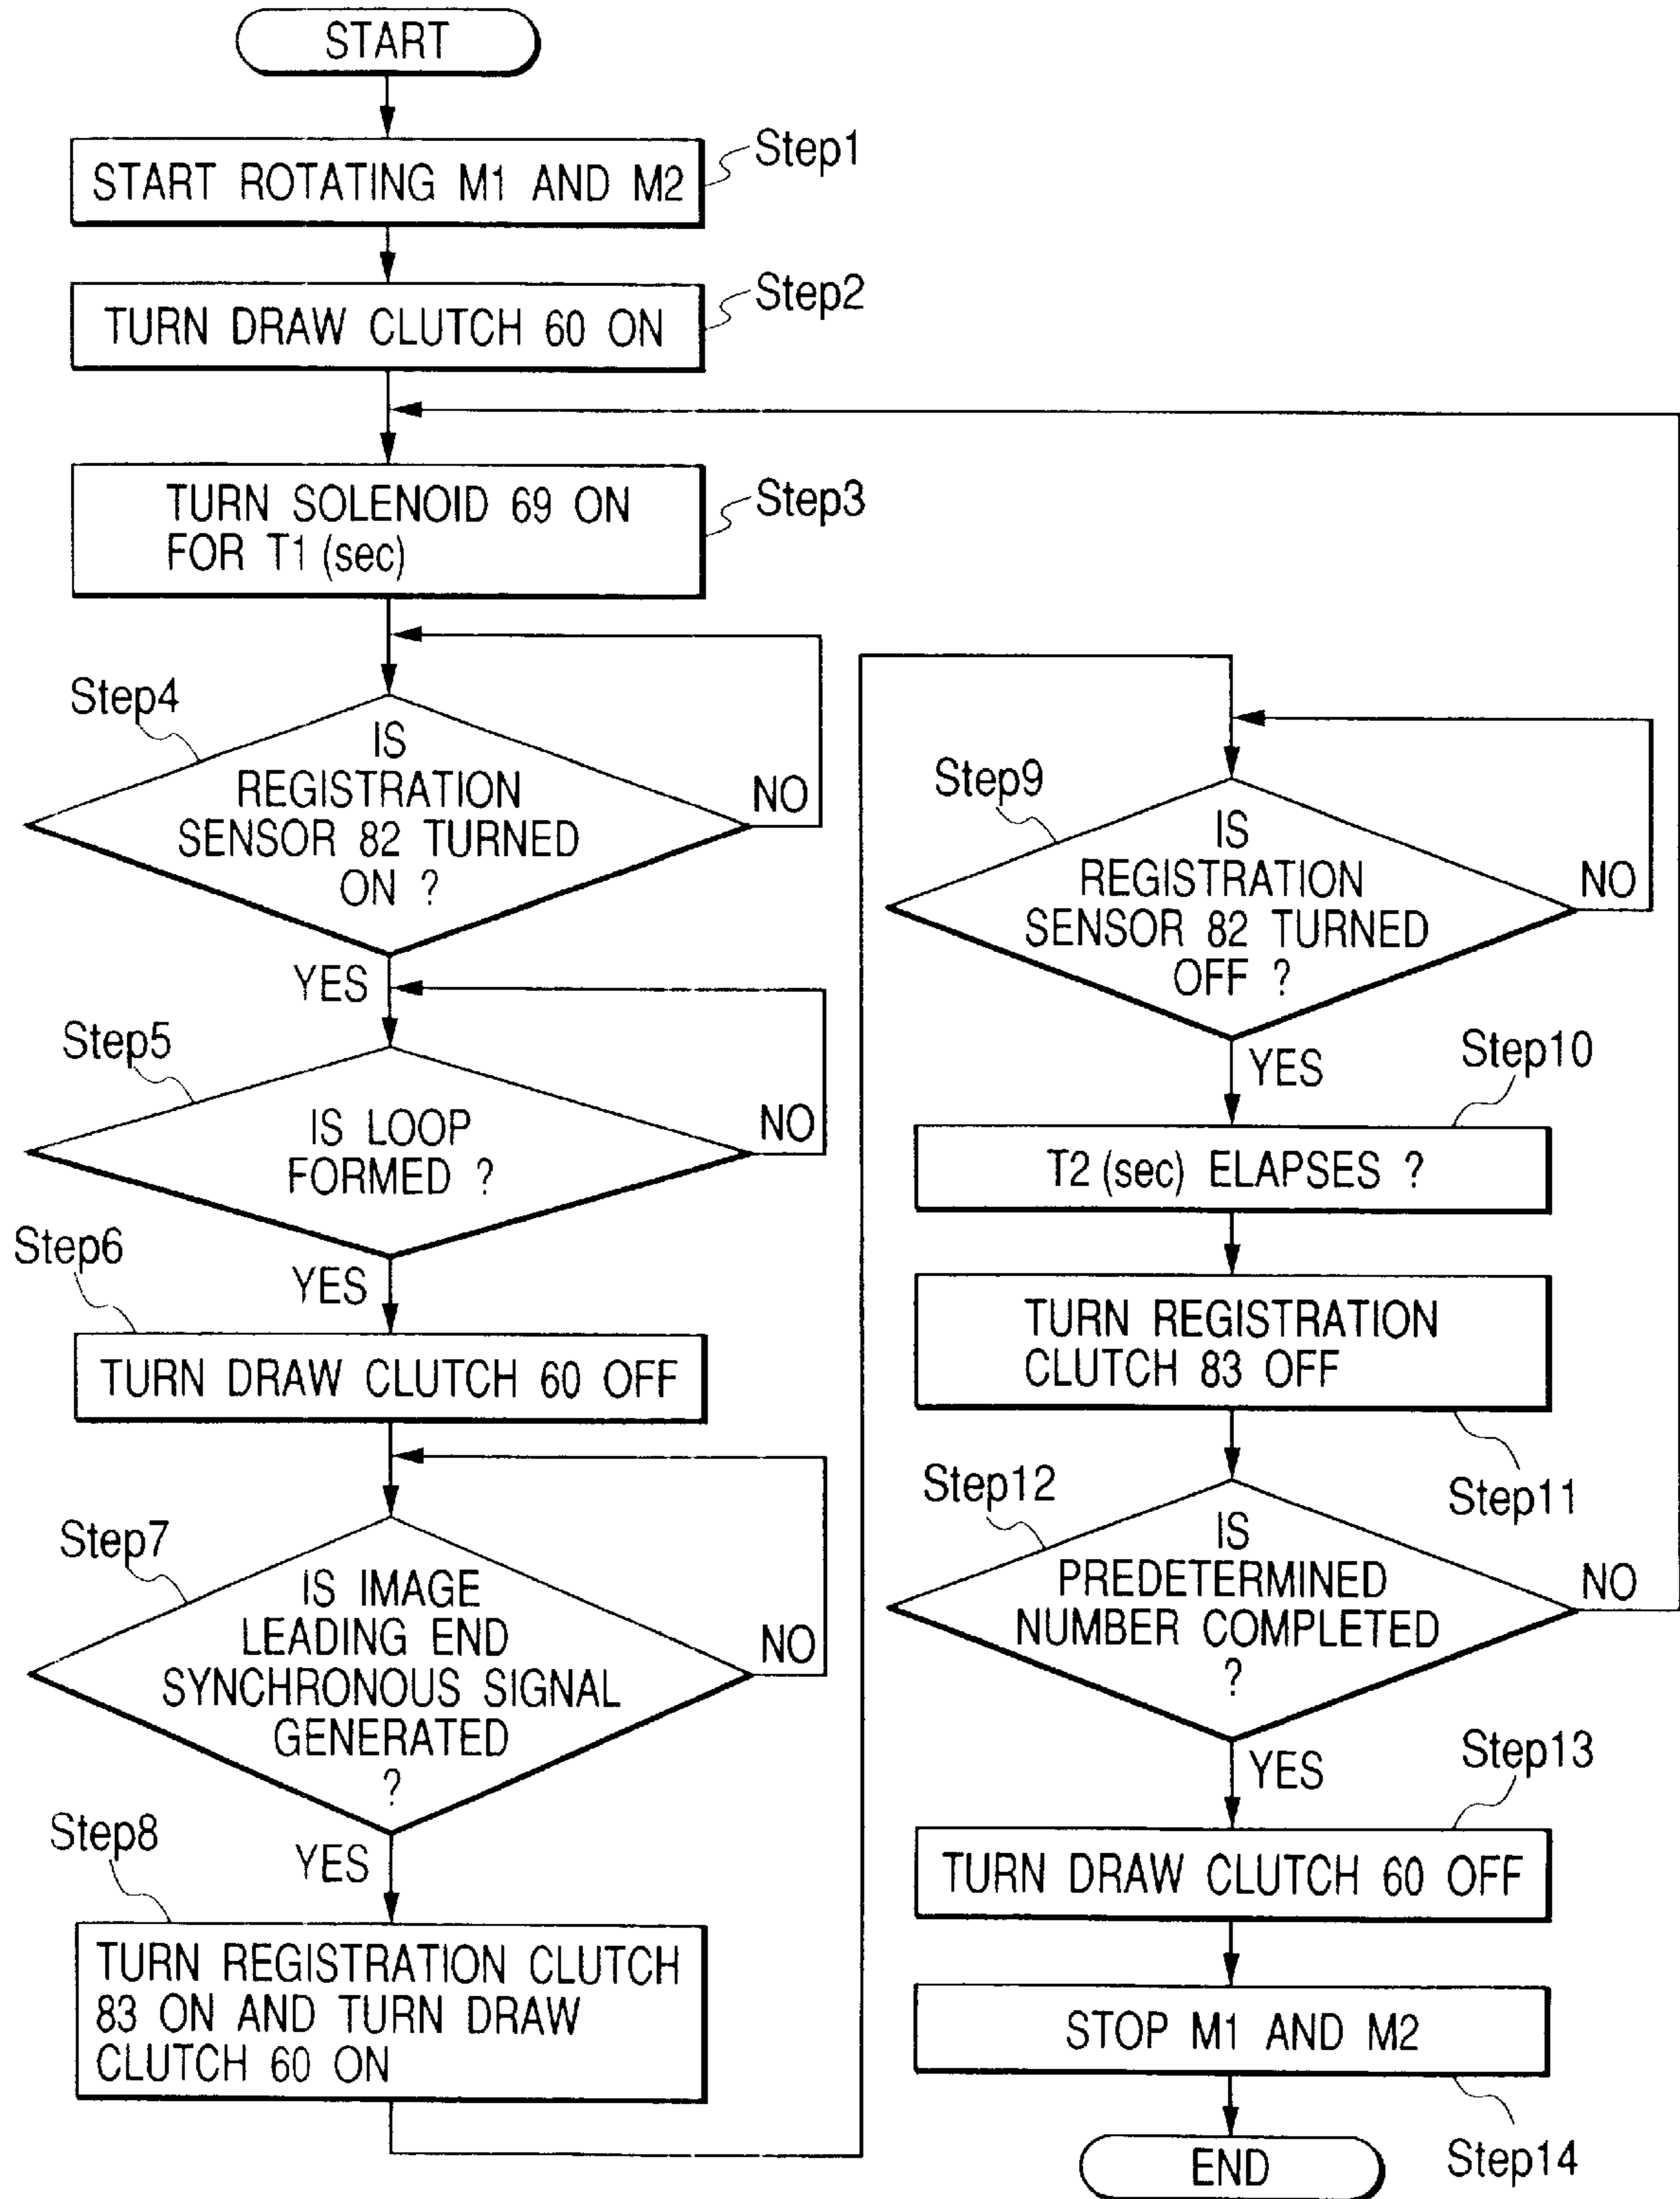 START
START ROTATING M1 AND M2
Step1
TURN DRAW CLUTCH 60 ON
Step2
TURN SOLENOID 69 ON
FOR T1 (sec)
Step3
Step4
IS
REGISTRATION
SENSOR 82 TURNED
ON ?
NO
YES
Step5
IS LOOP
FORMED ?
NO
YES
Step6
TURN DRAW CLUTCH 60 OFF
Step7
IS IMAGE
LEADING END
SYNCHRONOUS SIGNAL
GENERATED
?
NO
YES
Step8
TURN REGISTRATION CLUTCH
83 ON AND TURN DRAW
CLUTCH 60 ON
Step9
IS
REGISTRATION
SENSOR 82 TURNED
OFF ?
NO
YES
Step10
T2 (sec) ELAPSES ?
TURN REGISTRATION
CLUTCH 83 OFF
Step11
Step12
IS
PREDETERMINED
NUMBER COMPLETED
?
NO
YES
Step13
TURN DRAW CLUTCH 60 OFF
STOP M1 AND M2
Step14
END